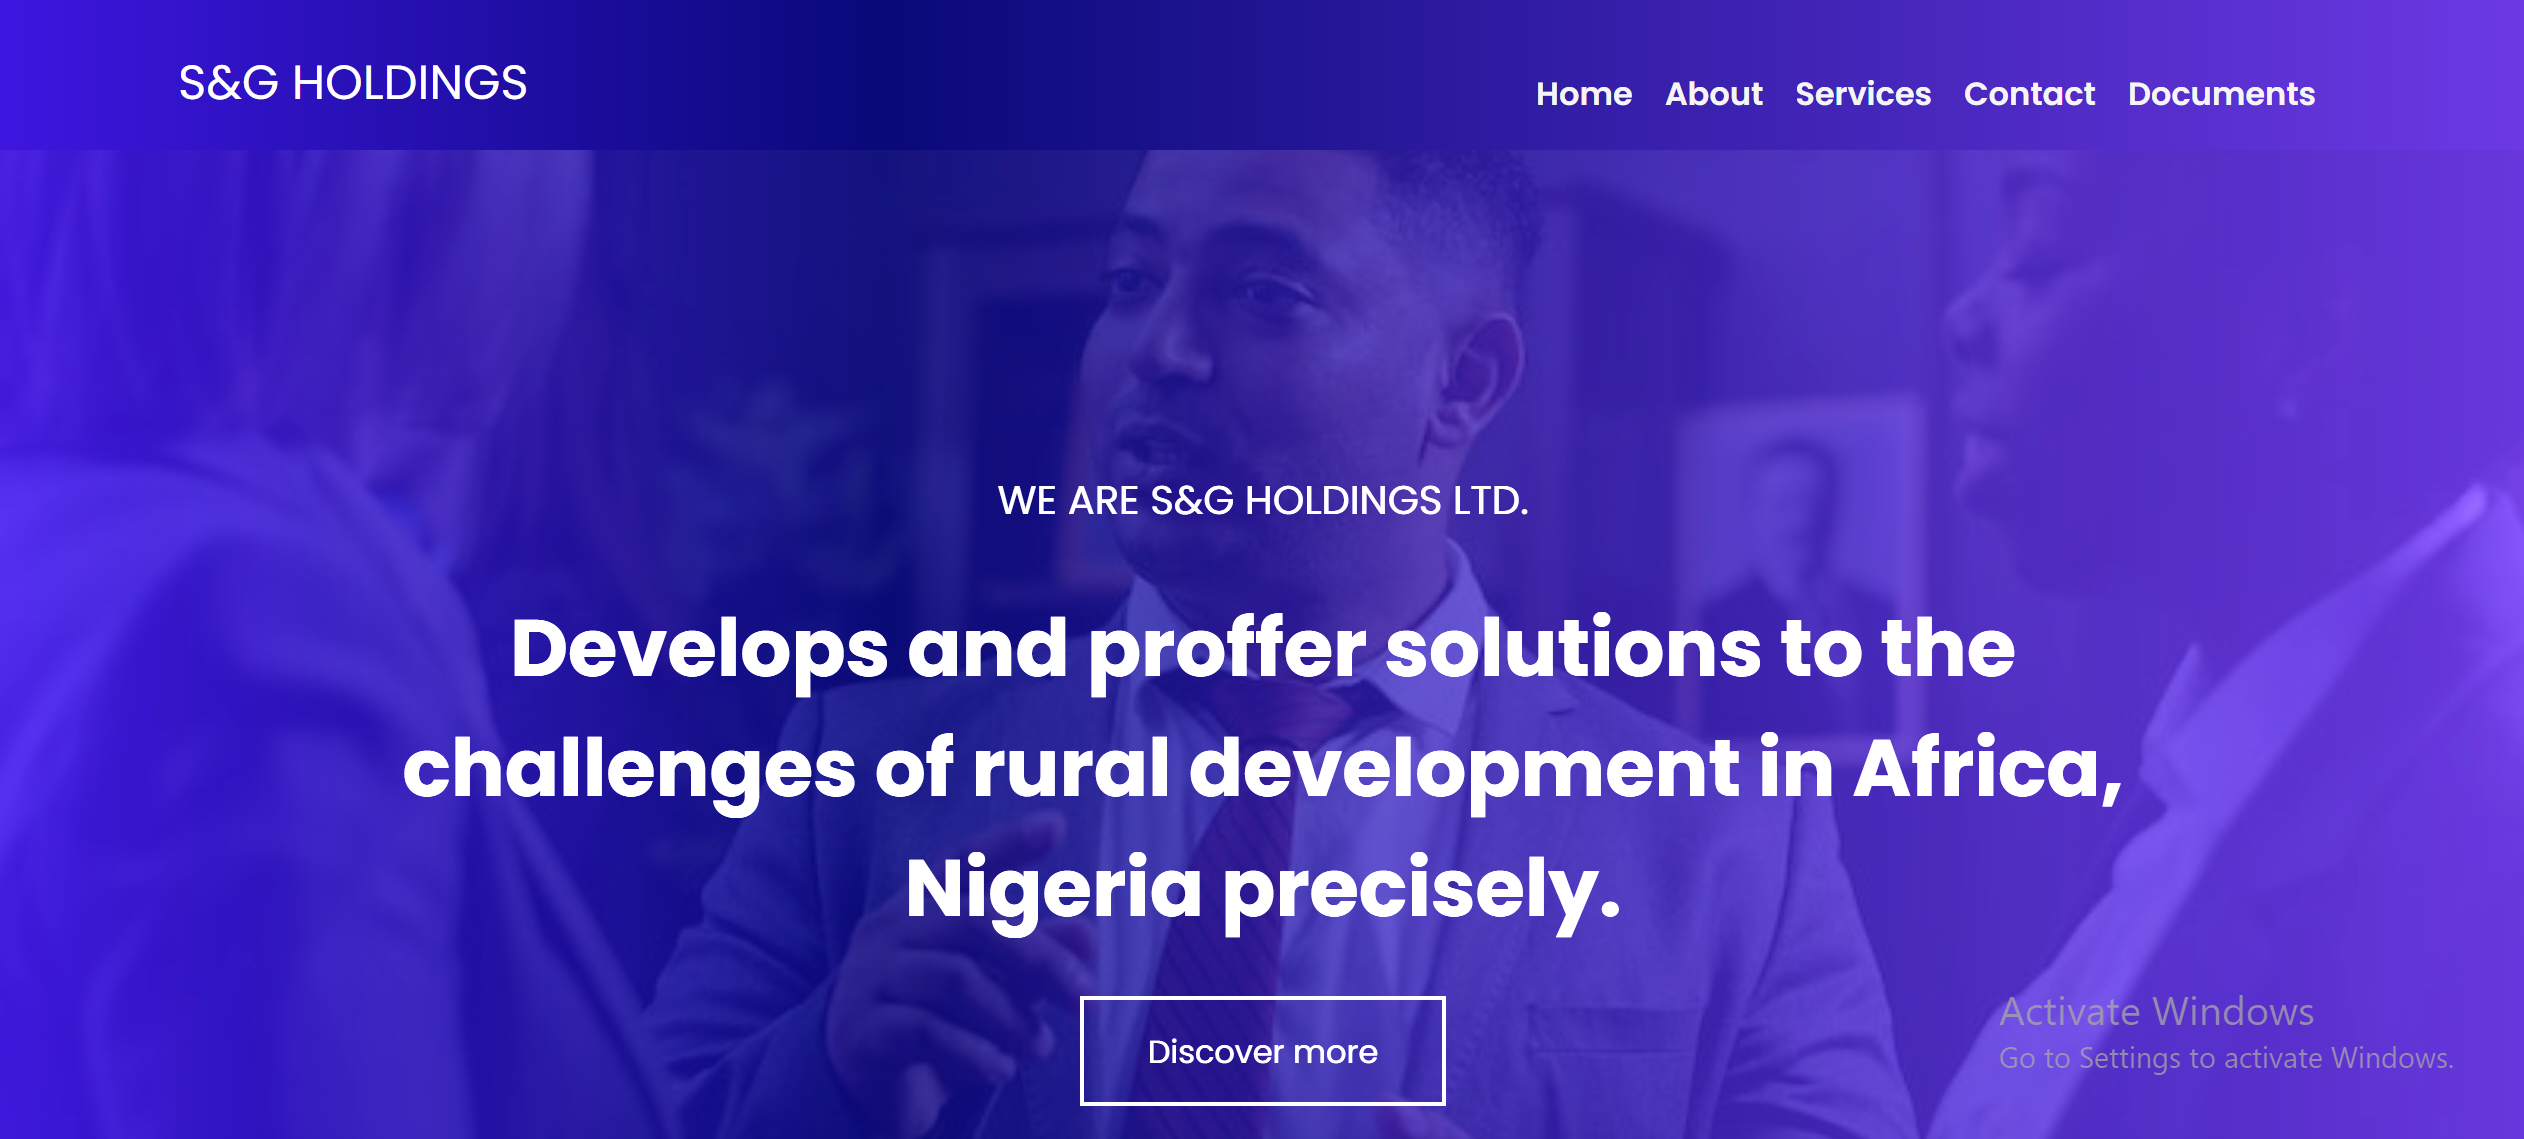 S&G HOLDINGS
Home About Services Contact Documents
WE ARE S&G HOLDINGS LTD.
Develops and proffer solutions to the
challenges of rural development in Africa,
Nigeria precisely.
Discover more
Activate Windows
Go to Settings to activate Windows.